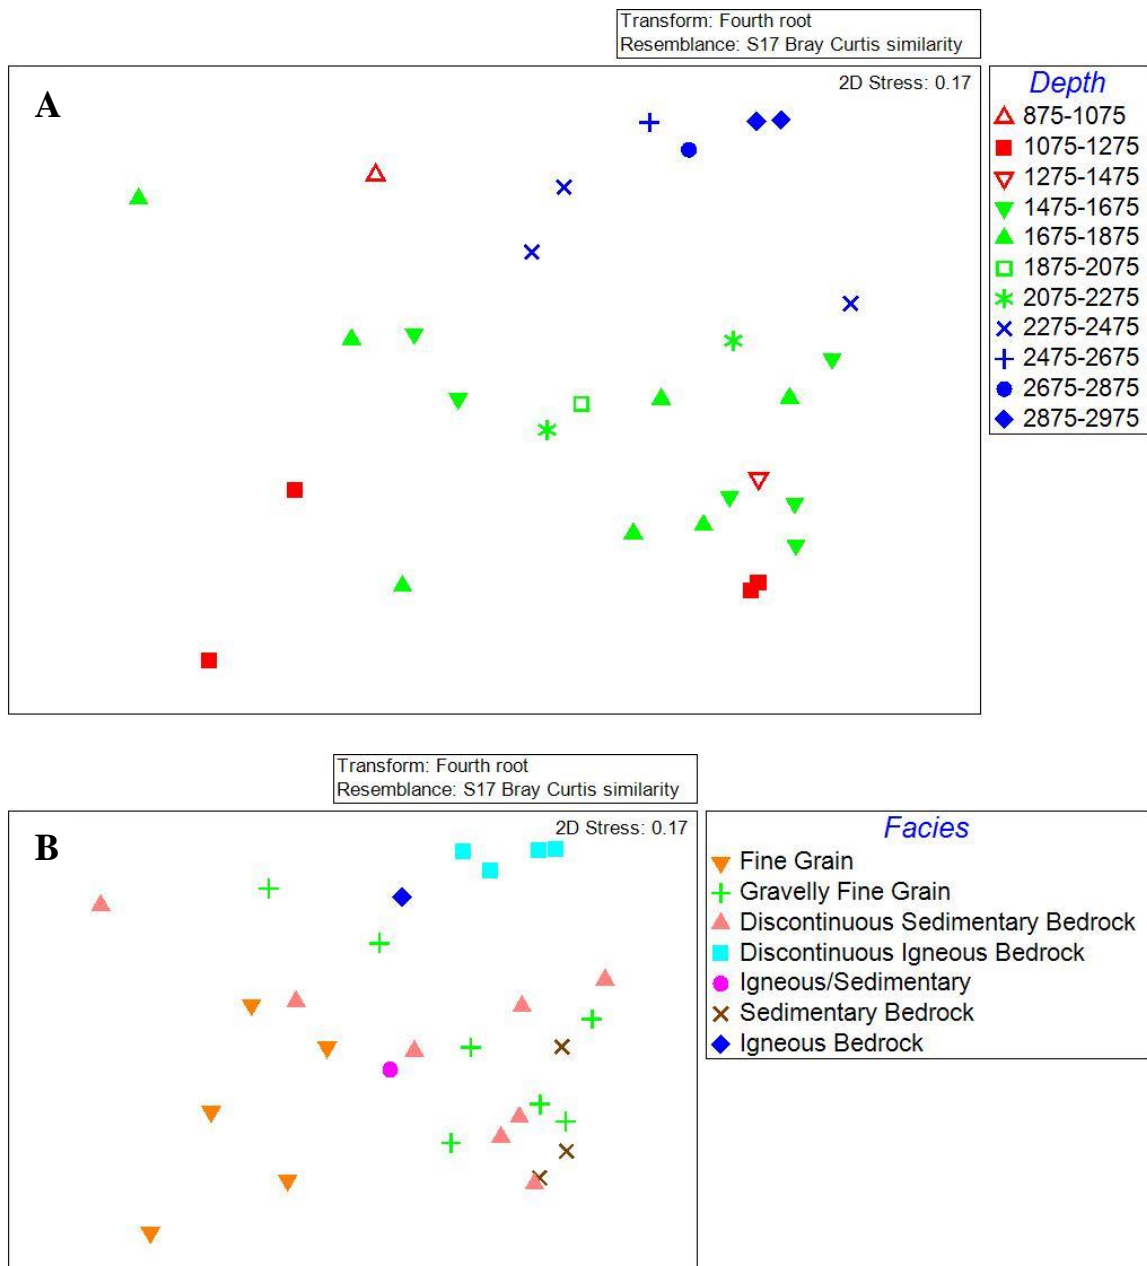 Transform: Fourth root
Resemblance: S17 Bray Curtis similarity
A
2D Stress: 0.17
Depth
875-1075
1075-1275
1275-1475
1475-1675
1675-1875
1875-2075
2075-2275
2275-2475
2475-2675
2675-2875
2875-2975
Transform: Fourth root
Resemblance: S17 Bray Curtis similarity
B
2D Stress: 0.17
Facies
Fine Grain
Gravelly Fine Grain
Discontinuous Sedimentary Bedrock
Discontinuous Igneous Bedrock
Igneous/Sedimentary
Sedimentary Bedrock
Igneous Bedrock